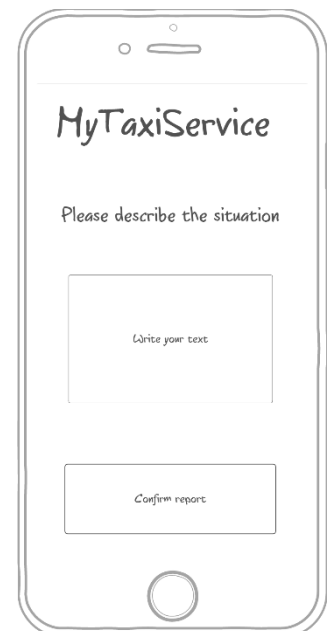 MyTaxiService
Please describe the situation
Write your text
Confirm report